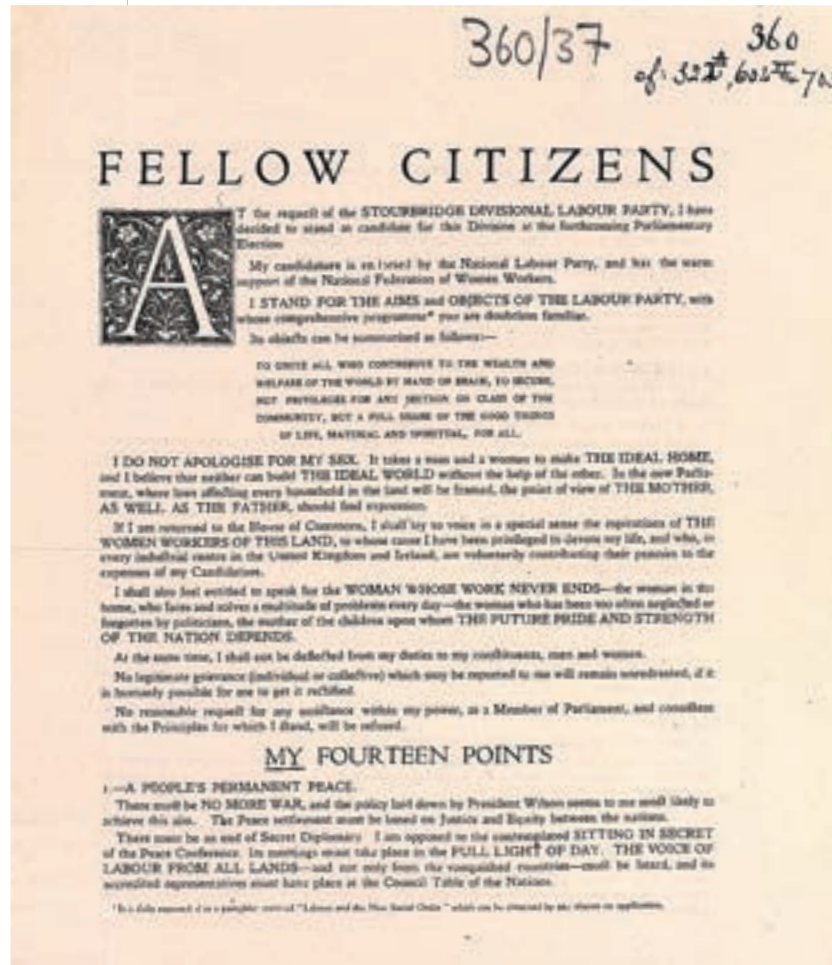 360/37
360
FELLOW CITIZENS
AT the request of the STOURBRIDGE DIVISIONAL LABOUR PARTY, I have
decided to stand as candidate for this Division at the forthcoming Parliamentary
Election
My candidature is endorsed by the National Labour Party, and has the warm
support of the National Federation of Women Workers.
I STAND FOR THE AIMS and OBJECTS OF THE LABOUR PARTY, with
whose comprehensive programme* you are doubtless familiar.
Its objects can be summarised as follows:—
TO UNITE ALL WHO CONTRIBUTE TO THE WEALTH AND
WELFARE OF THE WORLD BY HAND OR BRAIN, TO SECURE,
NOT PRIVILEGES FOR ANY SECTION OR CLASS OF THE
COMMUNITY, BUT A FULL SHARE OF THE GOOD THINGS
OF LIFE, MATERIAL AND SPIRITUAL, FOR ALL.
I DO NOT APOLOGISE FOR MY SEX. It takes a man and a woman to make THE IDEAL HOME,
and I believe that neither can build THE IDEAL WORLD without the help of the other. In the new Parlia-
ment, where laws affecting every household in the land will be framed, the point of view of THE MOTHER,
AS WELL AS THE FATHER, should find expression.
If I am returned to the House of Commons, I shall try to voice in a special sense the aspirations of THE
WOMEN WORKERS OF THIS LAND, to whose cause I have been privileged to devote my life, and who, in
every industrial centre in the United Kingdom and Ireland, are voluntarily contributing their pennies to the
expenses of my Candidature.
I shall also feel entitled to speak for the WOMAN WHOSE WORK NEVER ENDS—the woman in the
home, who faces and solves a multitude of problems every day—the woman who has been too often neglected or
forgotten by politicians, the mother of the children upon whom THE FUTURE PRIDE AND STRENGTH
OF THE NATION DEPENDS.
At the same time, I shall not be deflected from my duties to my constituents, men and women.
No legitimate grievance (individual or collective) which may be reported to me will remain unredressed, if it
is humanly possible for me to get it rectified.
No reasonable request for any assistance within my power, as a Member of Parliament, and consistent
with the Principles for which I stand, will be refused.
MY FOURTEEN POINTS
1.—A PEOPLE'S PERMANENT PEACE.
There must be NO MORE WAR, and the policy laid down by President Wilson seems to me most likely to
achieve this aim. The Peace settlement must be based on Justice and Equity between the nations.
There must be an end of Secret Diplomacy. I am opposed to the contemplated SITTING IN SECRET
of the Peace Conference. Its meetings must take place in the FULL LIGHT OF DAY. THE VOICE OF
LABOUR FROM ALL LANDS—and not only from the vanquished countries—must be heard, and its
accredited representatives must have place at the Council Table of the Nations.
"Labour and the New Social Order" which can be obtained by on application.